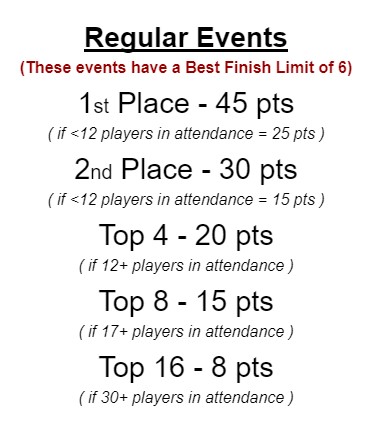 Regular Events
(These events have a Best Finish Limit of 6)
1st Place - 45 pts
( if <12 players in attendance = 25 pts )
2nd Place - 30 pts
( if <12 players in attendance = 15 pts )
Top 4 - 20 pts
( if 12+ players in attendance )
Top 8 - 15 pts
( if 17+ players in attendance )
Top 16 - 8 pts
( if 30+ players in attendance )